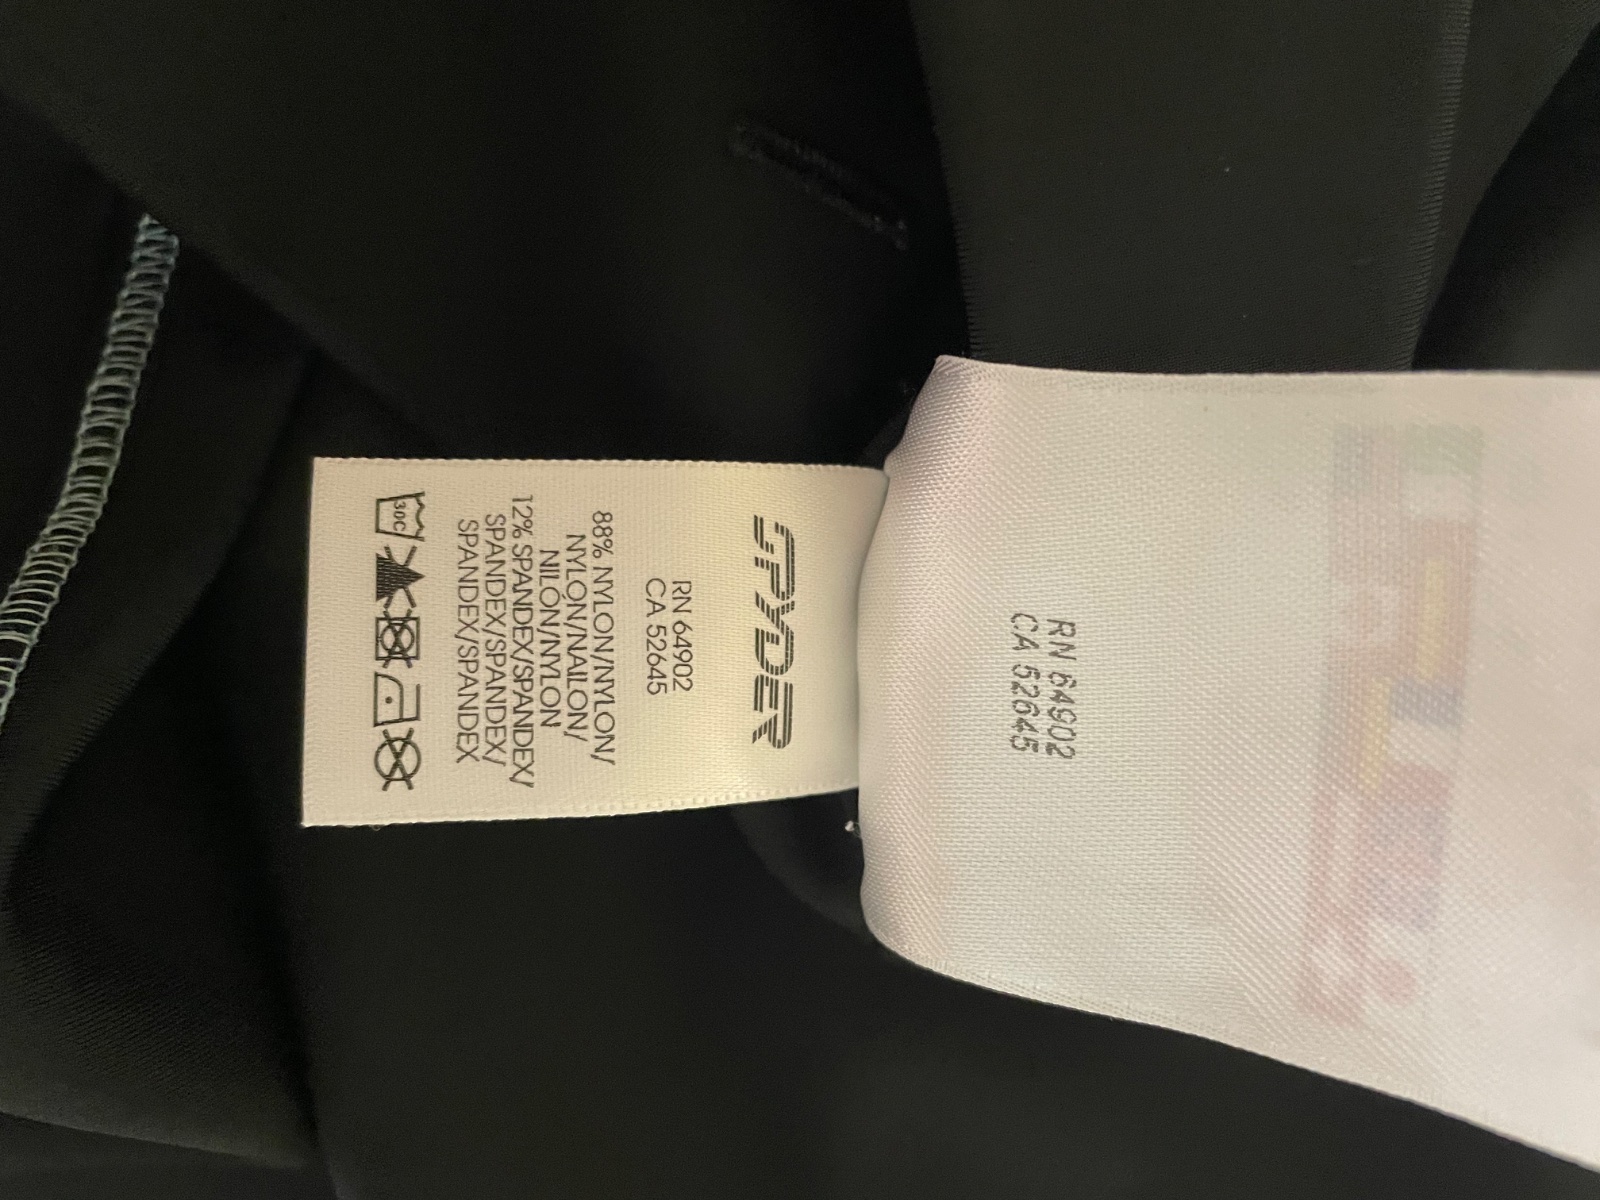 SPYDER
RN 64902
CA 52645
88% NYLON/NYLON/
NYLON/NAILON/
NILÓN/NYLON
12% SPANDEX/SPANDEX/
SPANDEX/SPANDEX/
SPANDEX/SPANDEX
30C
RN 64902
CA 52645